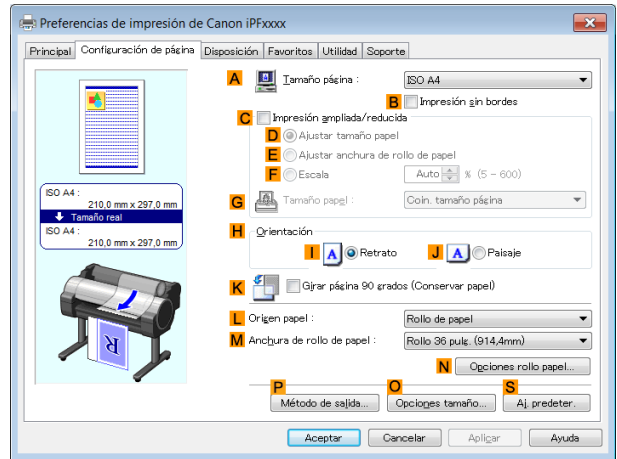 Preferencias de impresión de Canon iPFxxxx
Principal Configuración de página Disposición Favoritos Utilidad Soporte
A Tamaño página : ISO A4
B Impresión sin bordes
C Impresión ampliada/reducida
D Ajustar tamaño papel
E Ajustar anchura de rollo de papel
F Escala Auto % (5 - 600)
G Tamaño papel : Coin. tamaño página
ISO A4 :
210,0 mm x 297,0 mm
Tamaño real
ISO A4 :
210,0 mm x 297,0 mm
H Orientación
I A Retrato J A Paisaje
K Girar página 90 grados (Conservar papel)
L Origen papel : Rollo de papel
M Anchura de rollo de papel : Rollo 36 pulg. (914,4mm)
R
N Opciones rollo papel...
P O S
Método de salida... Opciones tamaño... Aj. predeter.
Aceptar Cancelar Aplicar Ayuda